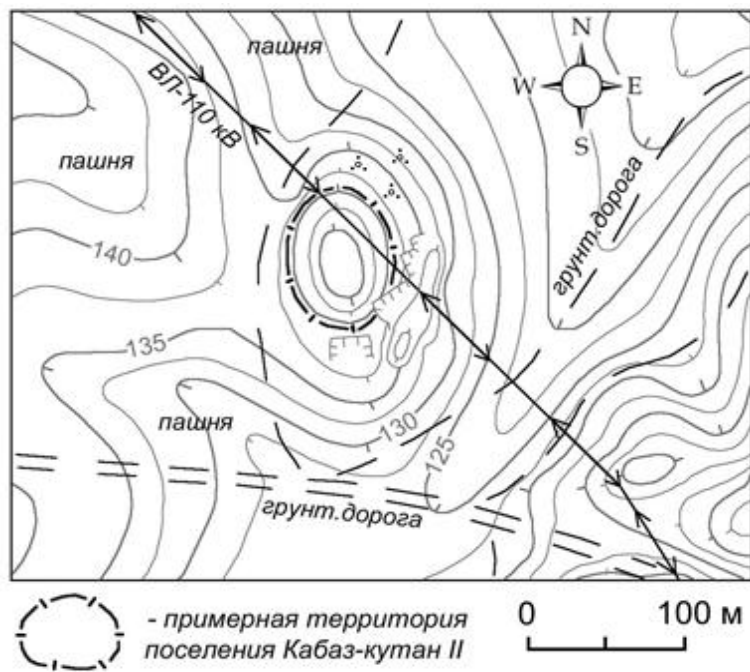 пашня
N
W E
S
ВЛ-110 кВ
пашня
грунт.дорога
140
135
пашня
130
125
грунт.дорога
- примерная территория
поселения Кабаз-кутан II
0 100 м